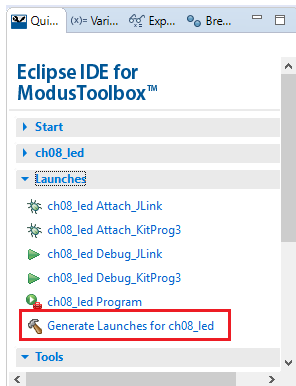 Qui... (x)= Vari... Exp... Bre...
Eclipse IDE for
ModusToolbox™
Start
ch08_led
Launches
ch08_led Attach_JLink
ch08_led Attach_KitProg3
ch08_led Debug_JLink
ch08_led Debug_KitProg3
ch08_led Program
Generate Launches for ch08_led
Tools